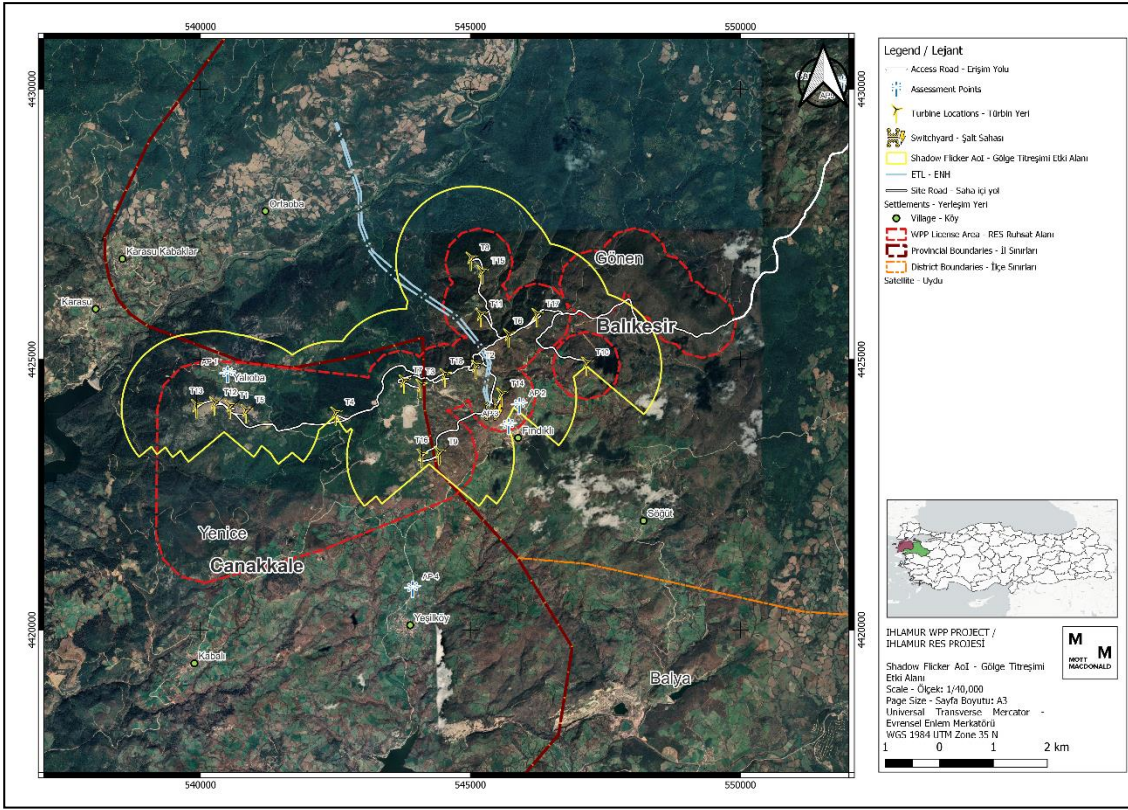 540000
545000
550000
4430000
4430000
Ortaoba
Karasu Kabaklar
Karasu
T8
T15
Gönen
T11
T17
T6
Balıkesir
4425000
4425000
T2
T10
T18
T3
T7
AP-1
Yalıoba
T14
AP-2
T13
T12
T1
T5
T4
AP-3
Fındıklı
T16
T9
Söğüt
Yenice
Canakkale
AP-4
Yeşilköy
4420000
4420000
Kabalı
Balya
540000
545000
550000
Legend / Lejant
Access Road - Erişim Yolu
Assessment Points
Turbine Locations - Türbin Yeri
Switchyard - Şalt Sahası
Shadow Flicker AoI - Gölge Titreşimi Etki Alanı
ETL - ENH
Site Road - Saha içi yol
Settlements - Yerleşim Yeri
Village - Köy
WPP License Area - RES Ruhsat Alanı
Provincial Boundaries - İl Sınırları
District Boundaries - İlçe Sınırları
Satellite - Uydu
IHLAMUR WPP PROJECT /
IHLAMUR RES PROJESİ
M
M
MOTT
MACDONALD
Shadow Flicker AoI - Gölge Titreşimi
Etki Alanı
Scale - Ölçek: 1/40,000
Page Size - Sayfa Boyutu: A3
Universal Transverse Mercator -
Evrensel Enlem Merkatörü
WGS 1984 UTM Zone 35 N
1 0 1 2 km